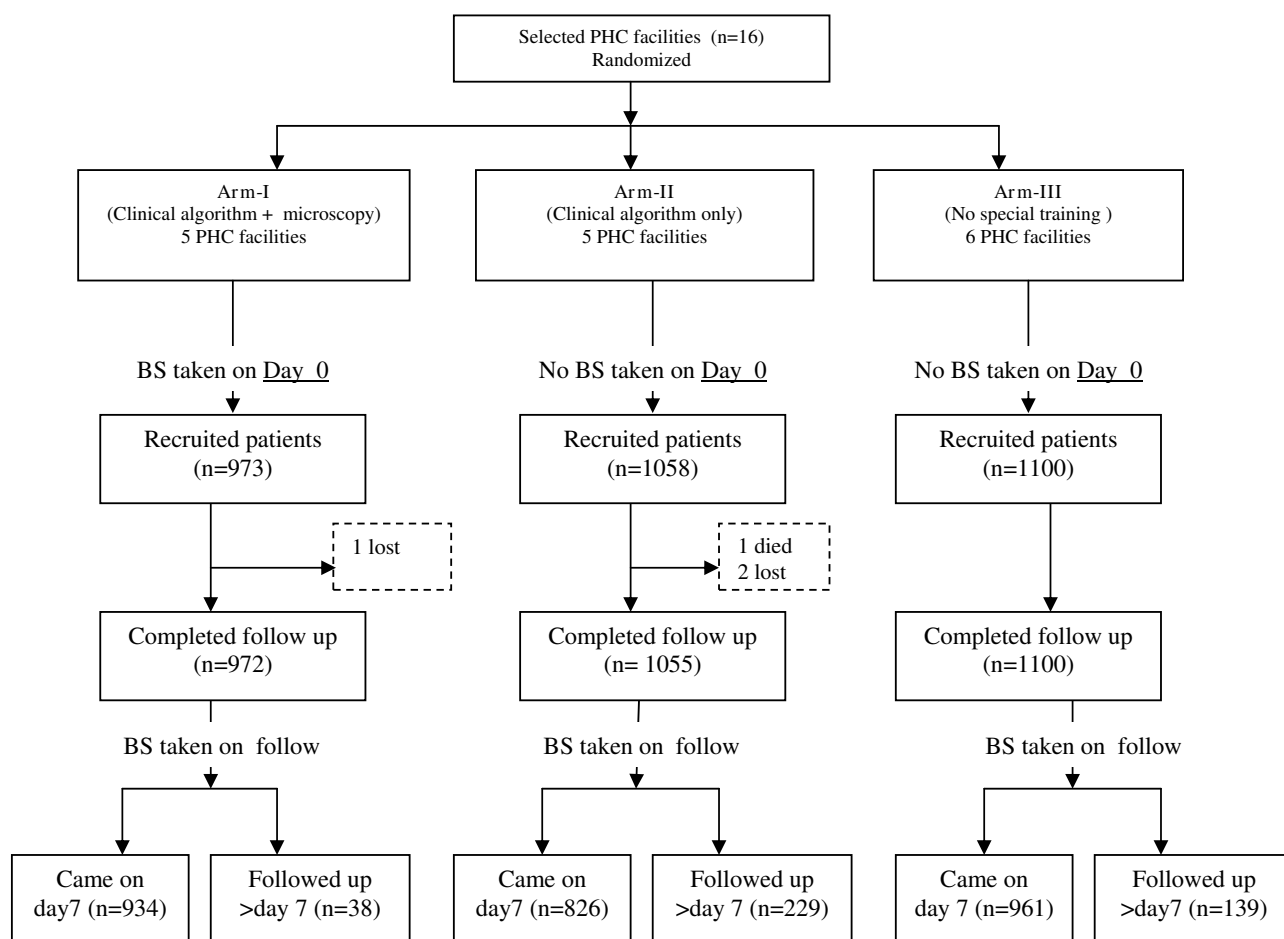 Selected PHC facilities (n=16)
Randomized
Arm-I
(Clinical algorithm + microscopy)
5 PHC facilities
Arm-II
(Clinical algorithm only)
5 PHC facilities
Arm-III
(No special training )
6 PHC facilities
BS taken on Day 0
No BS taken on Day 0
No BS taken on Day 0
Recruited patients
(n=973)
Recruited patients
(n=1058)
Recruited patients
(n=1100)
1 lost
1 died
2 lost
Completed follow up
(n=972)
Completed follow up
(n= 1055)
Completed follow up
(n=1100)
BS taken on follow
BS taken on follow
BS taken on follow
Came on
day7 (n=934)
Followed up
>day 7 (n=38)
Came on
day7 (n=826)
Followed up
>day 7 (n=229)
Came on
day 7 (n=961)
Followed up
>day7 (n=139)